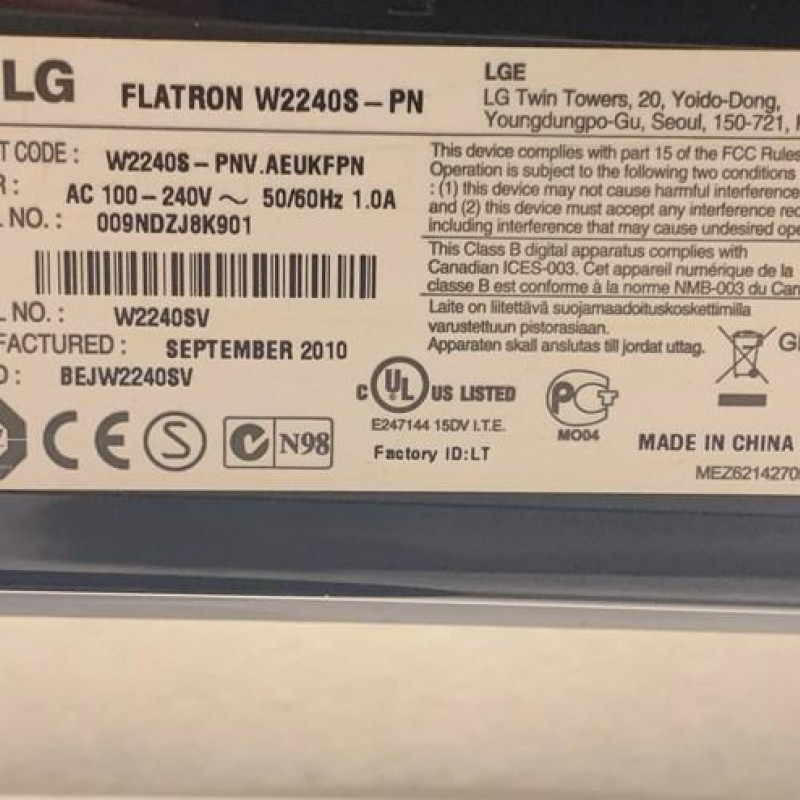 LG
FLATRON W2240S-PN
LGE
LG Twin Towers, 20, Yoido-Dong,
Youngdungpo-Gu, Seoul, 150-721,
T CODE : W2240S-PNV.AEUKFPN
R : AC 100-240V ~ 50/60Hz 1.0A
NO. : 009NDZJ8K901
This device complies with part 15 of the FCC Rules
Operation is subject to the following two conditions
: (1) this device may not cause harmful interference
and (2) this device must accept any interference rec
including interference that may cause undesired ope
This Class B digital apparatus complies with
Canadian ICES-003. Cet appareil numérique de la
classe B est conforme à la norme NMB-003 du Can
Laite on liitettävä suojamaadoituskoskettimilla
varustettuun pistorasiaan.
Apparaten skall anslutas till jordat uttag.
L NO. : W2240SV
FACTURED : SEPTEMBER 2010
D : BEJW2240SV
CE
S
N98
C UL US LISTED
E247144 15DV I.T.E.
Factory ID:LT
PCT
MO04
G
MADE IN CHINA
MEZ6214270